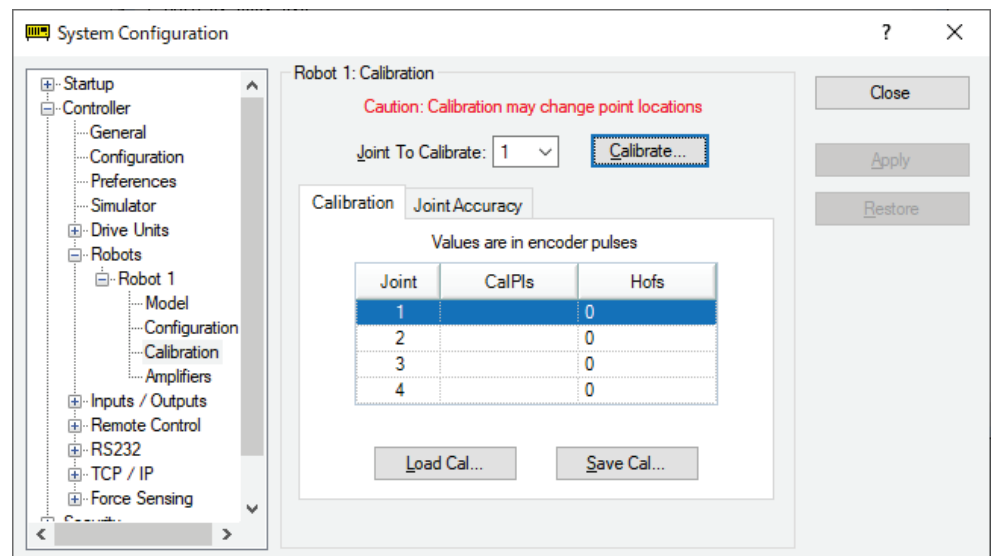 System Configuration
?
Startup
Controller
General
Configuration
Preferences
Simulator
Drive Units
Robots
Robot 1
Model
Configuration
Calibration
Amplifiers
Inputs / Outputs
Remote Control
RS232
TCP / IP
Force Sensing
Robot 1: Calibration
Caution: Calibration may change point locations
Joint To Calibrate: 1 Calibrate...
Calibration Joint Accuracy
Values are in encoder pulses
Joint CalPls Hofs
1 0
2 0
3 0
4 0
Load Cal... Save Cal...
Close
Apply
Restore